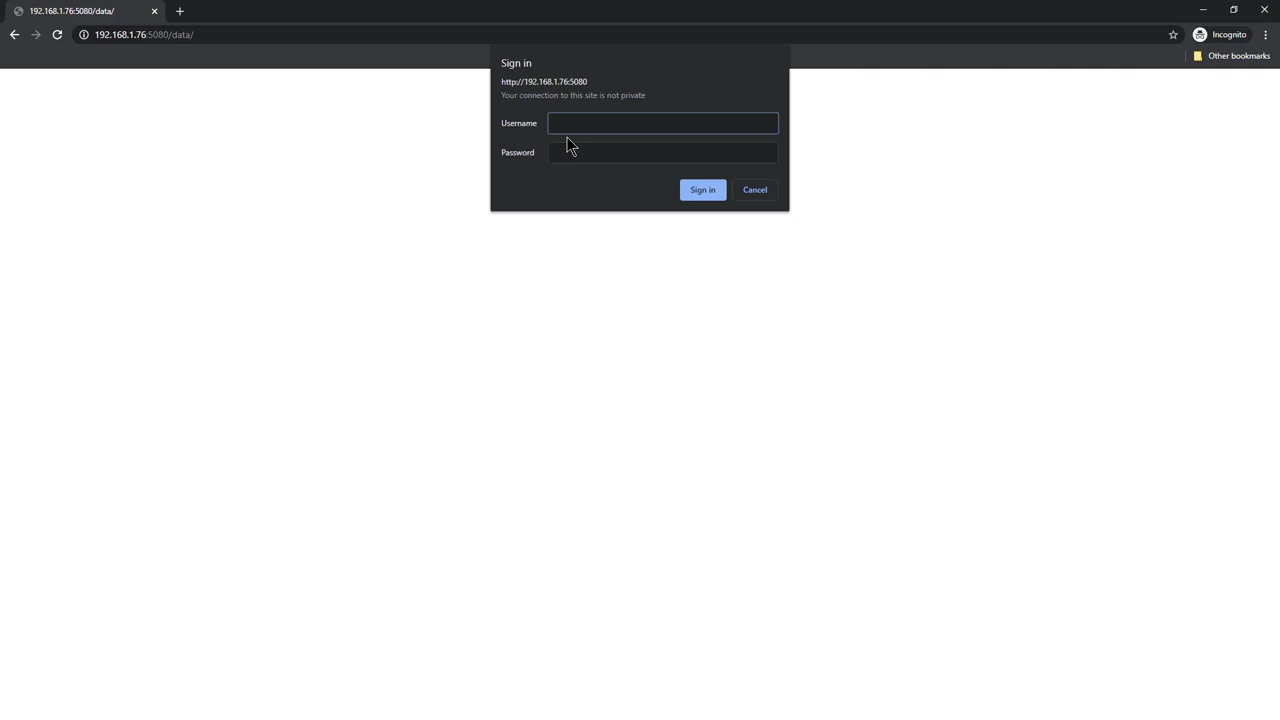 192.168.1.76:5080/data/
192.168.1.76:5080/data/
Incognito
Other bookmarks
Sign in
http://192.168.1.76:5080
Your connection to this site is not private
Username
Password
Sign in
Cancel